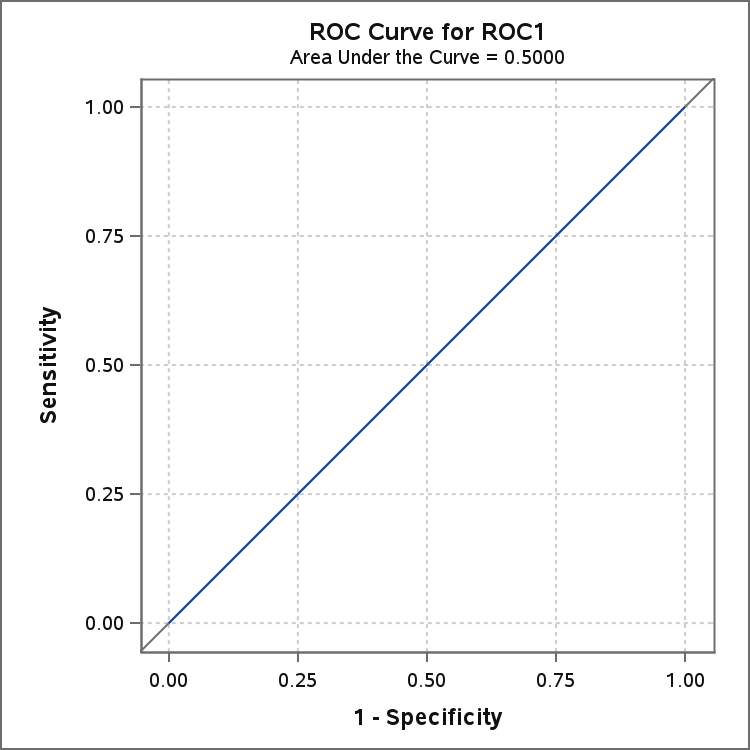 ROC Curve for ROC1
Area Under the Curve = 0.5000
1.00
0.75
0.50
0.25
0.00
Sensitivity
0.00 0.25 0.50 0.75 1.00
1 - Specificity